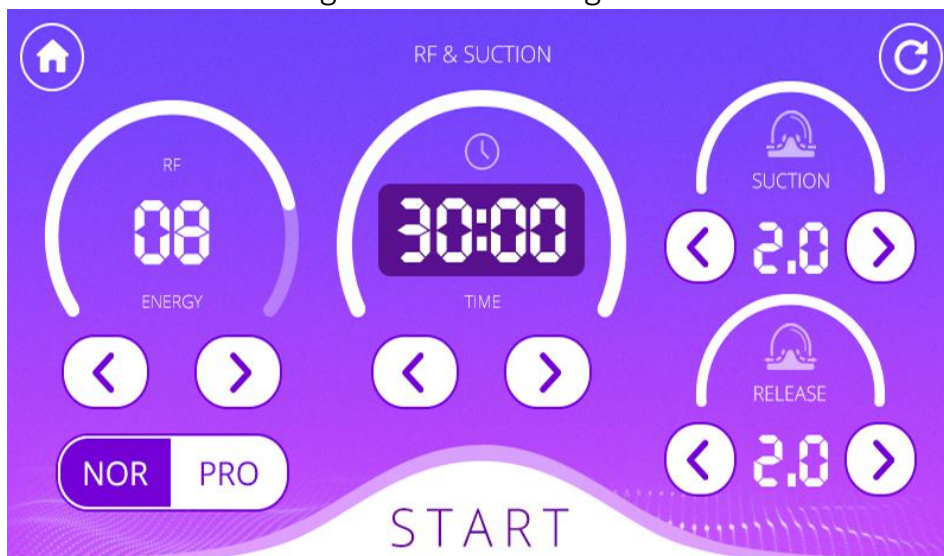 RF & SUCTION
RF
08
ENERGY
30:00
TIME
SUCTION
2.0
RELEASE
2.0
NOR PRO
START